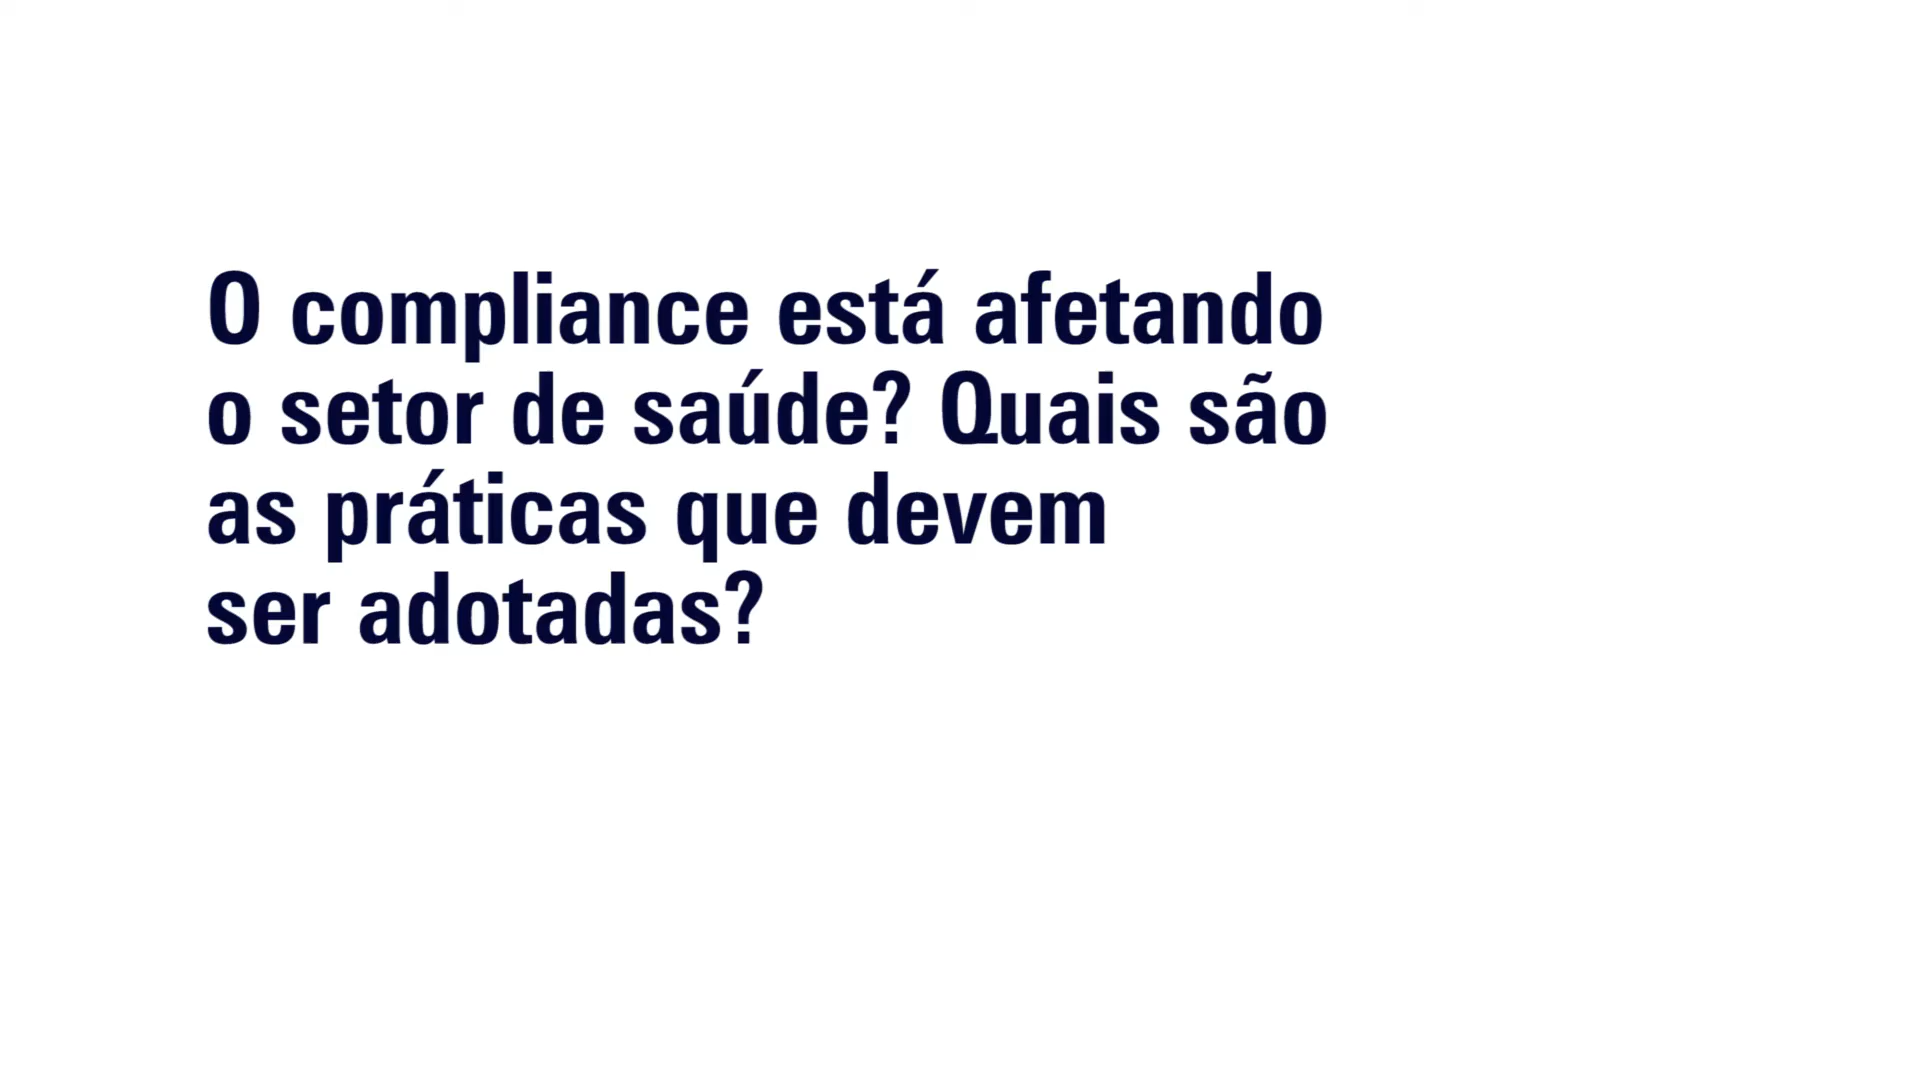 O compliance está afetando
o setor de saúde? Quais são
as práticas que devem
ser adotadas?